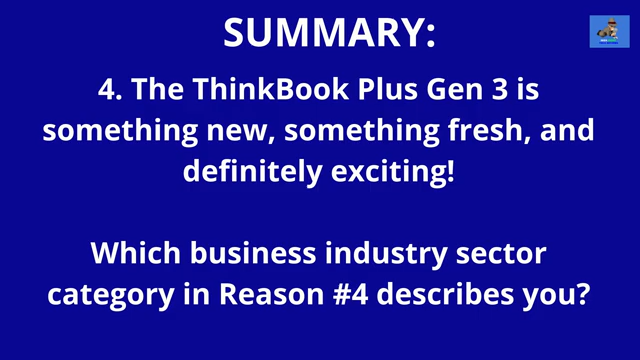 SUMMARY:
4. The ThinkBook Plus Gen 3 is
something new, something fresh, and
definitely exciting!
Which business industry sector
category in Reason #4 describes you?